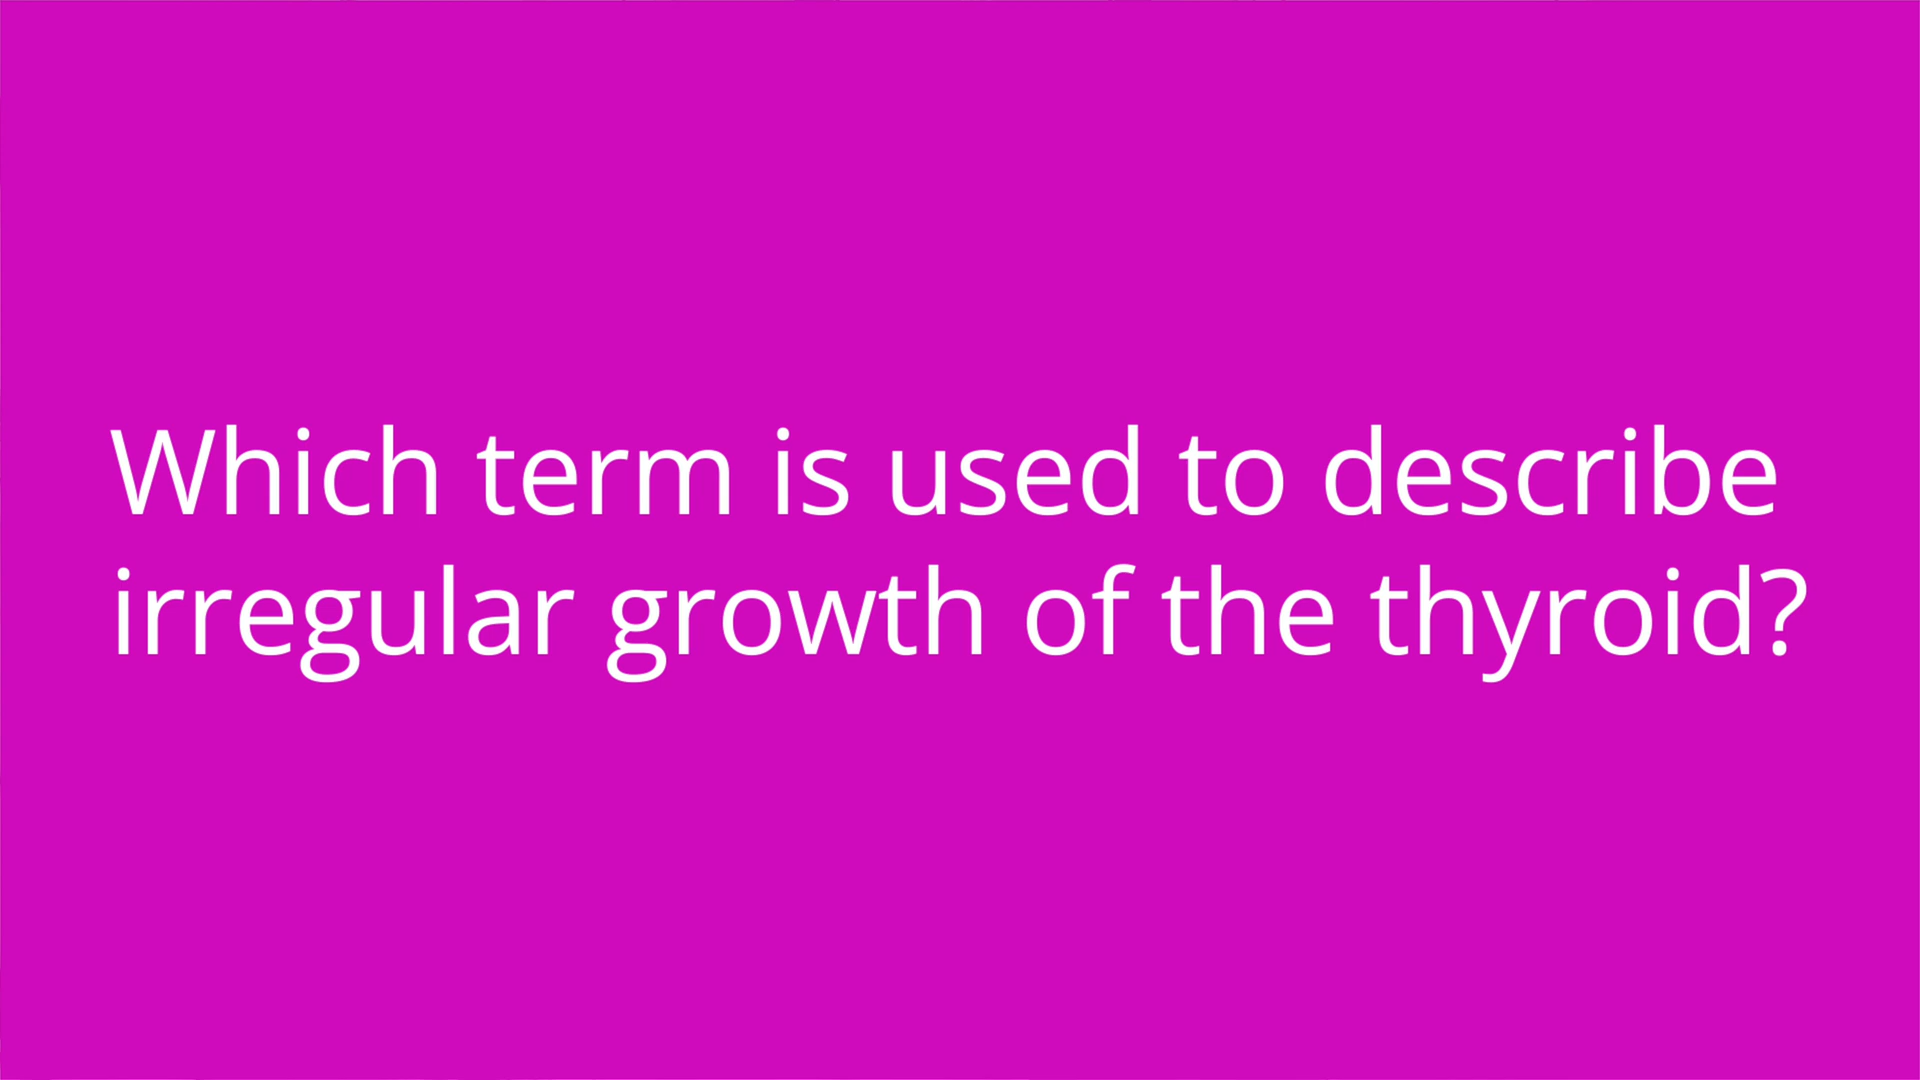 Which term is used to describe
irregular growth of the thyroid?